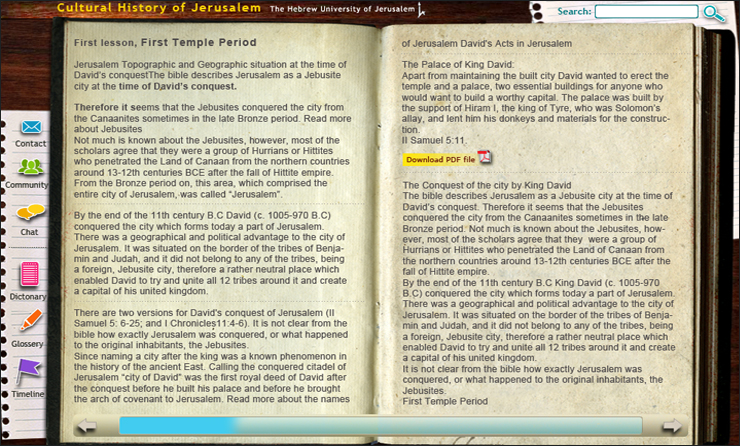 Cultural History of Jerusalem The Hebrew University of Jerusalem
Search:
First lesson, First Temple Period
Jerusalem Topographic and Geographic situation at the time of
David's conquestThe bible describes Jerusalem as a Jebusite
city at the time of David's conquest.
Therefore it seems that the Jebusites conquered the city from
the Canaanites sometimes in the late Bronze period. Read more
about Jebusites
Not much is known about the Jebusites, however, most of the
scholars agree that they were a group of Hurrians or Hittites
who penetrated the Land of Canaan from the northern countries
around 13-12th centuries BCE after the fall of Hittite empire.
From the Bronze period on, this area, which comprised the
entire city of Jerusalem, was called "Jerusalem".
By the end of the 11th century B.C David (c. 1005-970 B.C)
conquered the city which forms today a part of Jerusalem.
There was a geographical and political advantage to the city of
Jerusalem. It was situated on the border of the tribes of Benja-
min and Judah, and it did not belong to any of the tribes, being
a foreign, Jebusite city, therefore a rather neutral place which
enabled David to try and unite all 12 tribes around it and create
a capital of his united kingdom.
There are two versions for David's conquest of Jerusalem (II
Samuel 5: 6-25; and I Chronicles11:4-6). It is not clear from the
bible how exactly Jerusalem was conquered, or what happened
to the original inhabitants, the Jebusites.
Since naming a city after the king was a known phenomenon in
the history of the ancient East. Calling the conquered citadel of
Jerusalem "city of David" was the first royal deed of David after
the conquest before he built his palace and before he brought
the arch of covenant to Jerusalem. Read more about the names
of Jerusalem David's Acts in Jerusalem
The Palace of King David:
Apart from maintaining the built city David wanted to erect the
temple and a palace, two essential buildings for anyone who
would want to build a worthy capital. The palace was built by
the support of Hiram I, the king of Tyre, who was Solomon's
allay, and lent him his donkeys and materials for the construc-
tion.
II Samuel 5:11
Download PDF file
The Conquest of the city by King David
The bible describes Jerusalem as a Jebusite city at the time of
David's conquest. Therefore it seems that the Jebusites
conquered the city from the Canaanites sometimes in the late
Bronze period. Not much is known about the Jebusites, how-
ever, most of the scholars agree that they were a group of
Hurrians or Hittites who penetrated the Land of Canaan from
the northern countries around 13-12th centuries BCE after the
fall of Hittite empire.
By the end of the 11th century B.C King David (c. 1005-970
B.C) conquered the city which forms today a part of Jerusalem.
There was a geographical and political advantage to the city of
Jerusalem. It was situated on the border of the tribes of Benja-
min and Judah, and it did not belong to any of the tribes, being
a foreign, Jebusite city, therefore a rather neutral place which
enabled David to try and unite all 12 tribes around it and create
a capital of his united kingdom.
It is not clear from the bible how exactly Jerusalem was
conquered, or what happened to the original inhabitants, the
Jebusites.
First Temple Period
Contact
Community
Chat
Dictonary
Glossery
Timeline